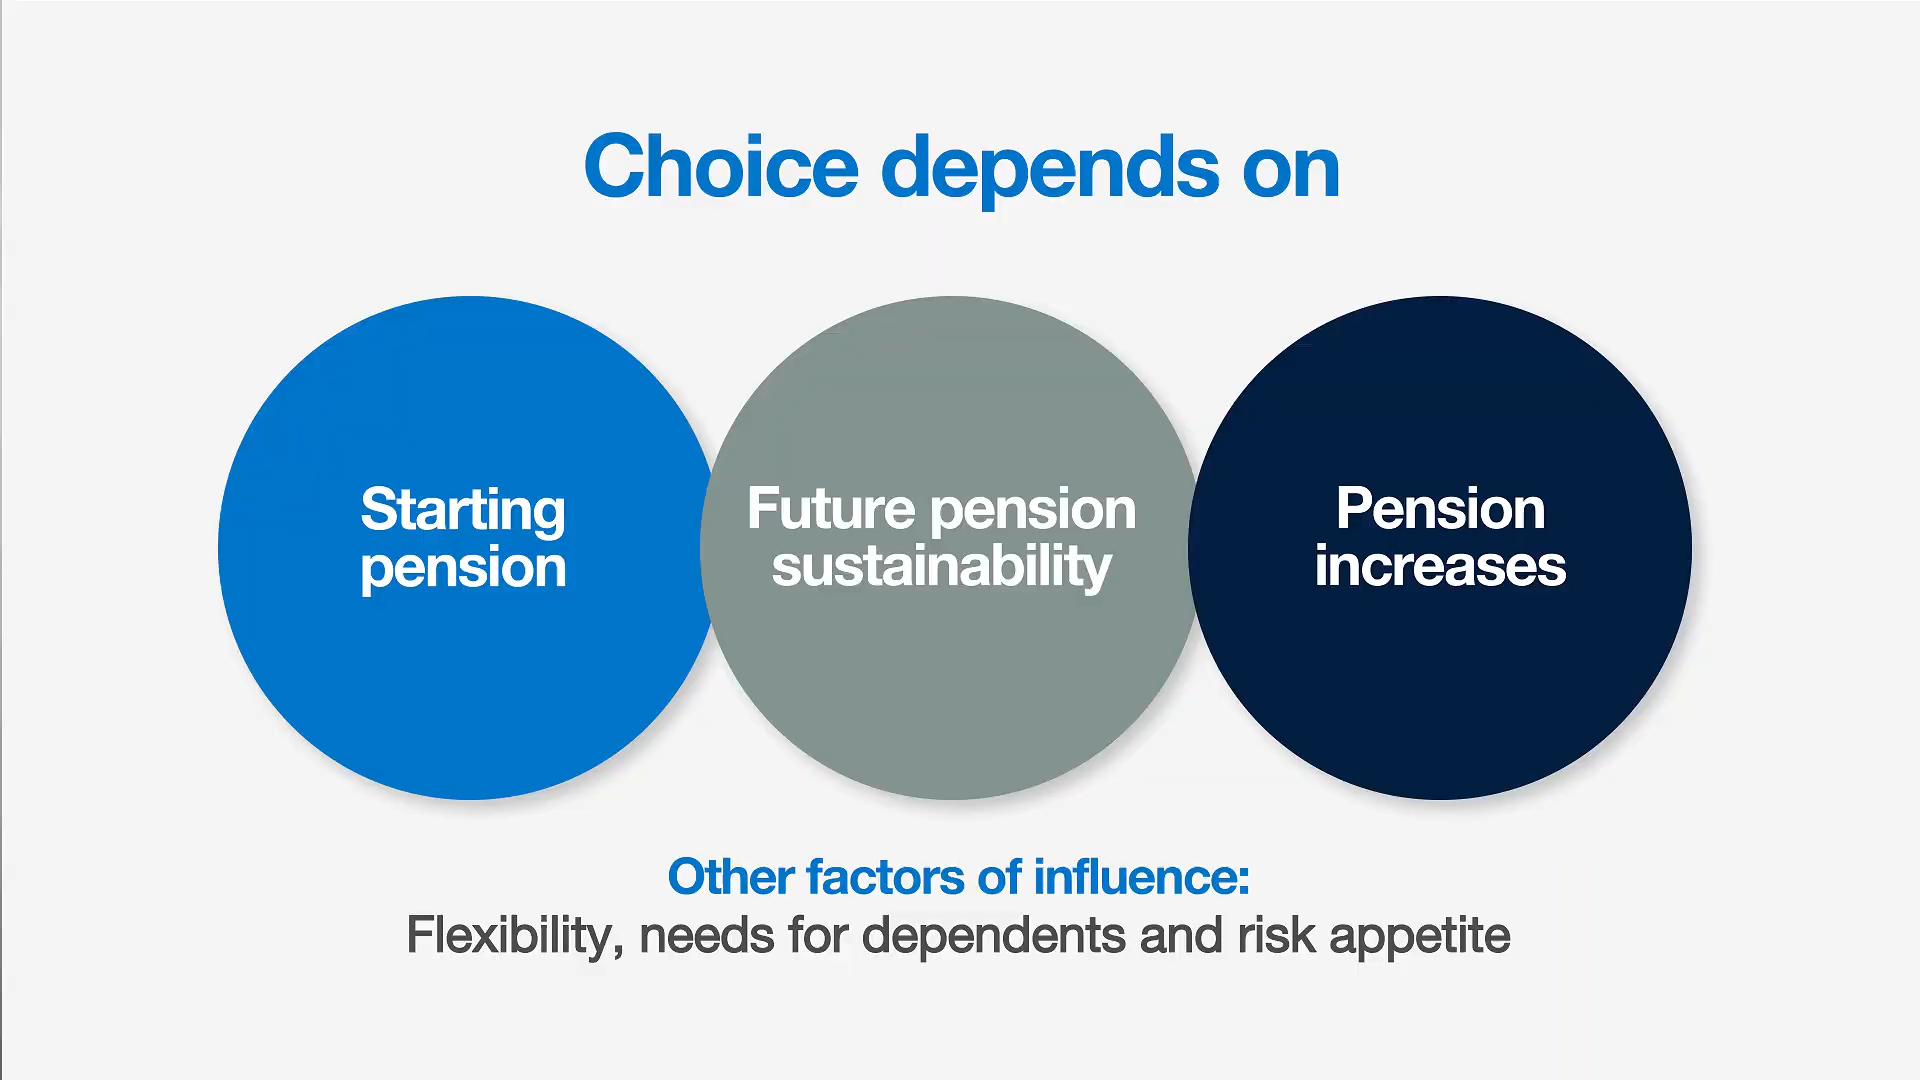 Choice depends on
Starting
pension
Future pension
sustainability
Pension
increases
Other factors of influence:
Flexibility, needs for dependents and risk appetite